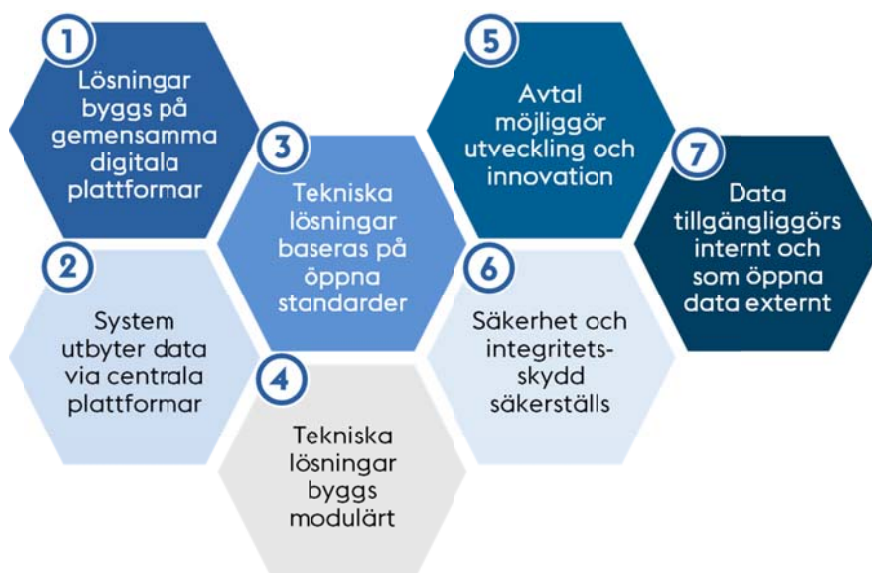 1
Lösningar
byggs på
gemensamma
digitala
plattformar
2
System
utbyter data
via centrala
plattformar
3
Tekniska
lösningar
baseras på
öppna
standarder
4
Tekniska
lösningar
byggs
modulärt
5
Avtal
möjliggör
utveckling och
innovation
6
Säkerhet och
integritets-
skydd
säkerställs
7
Data
tillgängliggörs
internt och
som öppna
data externt